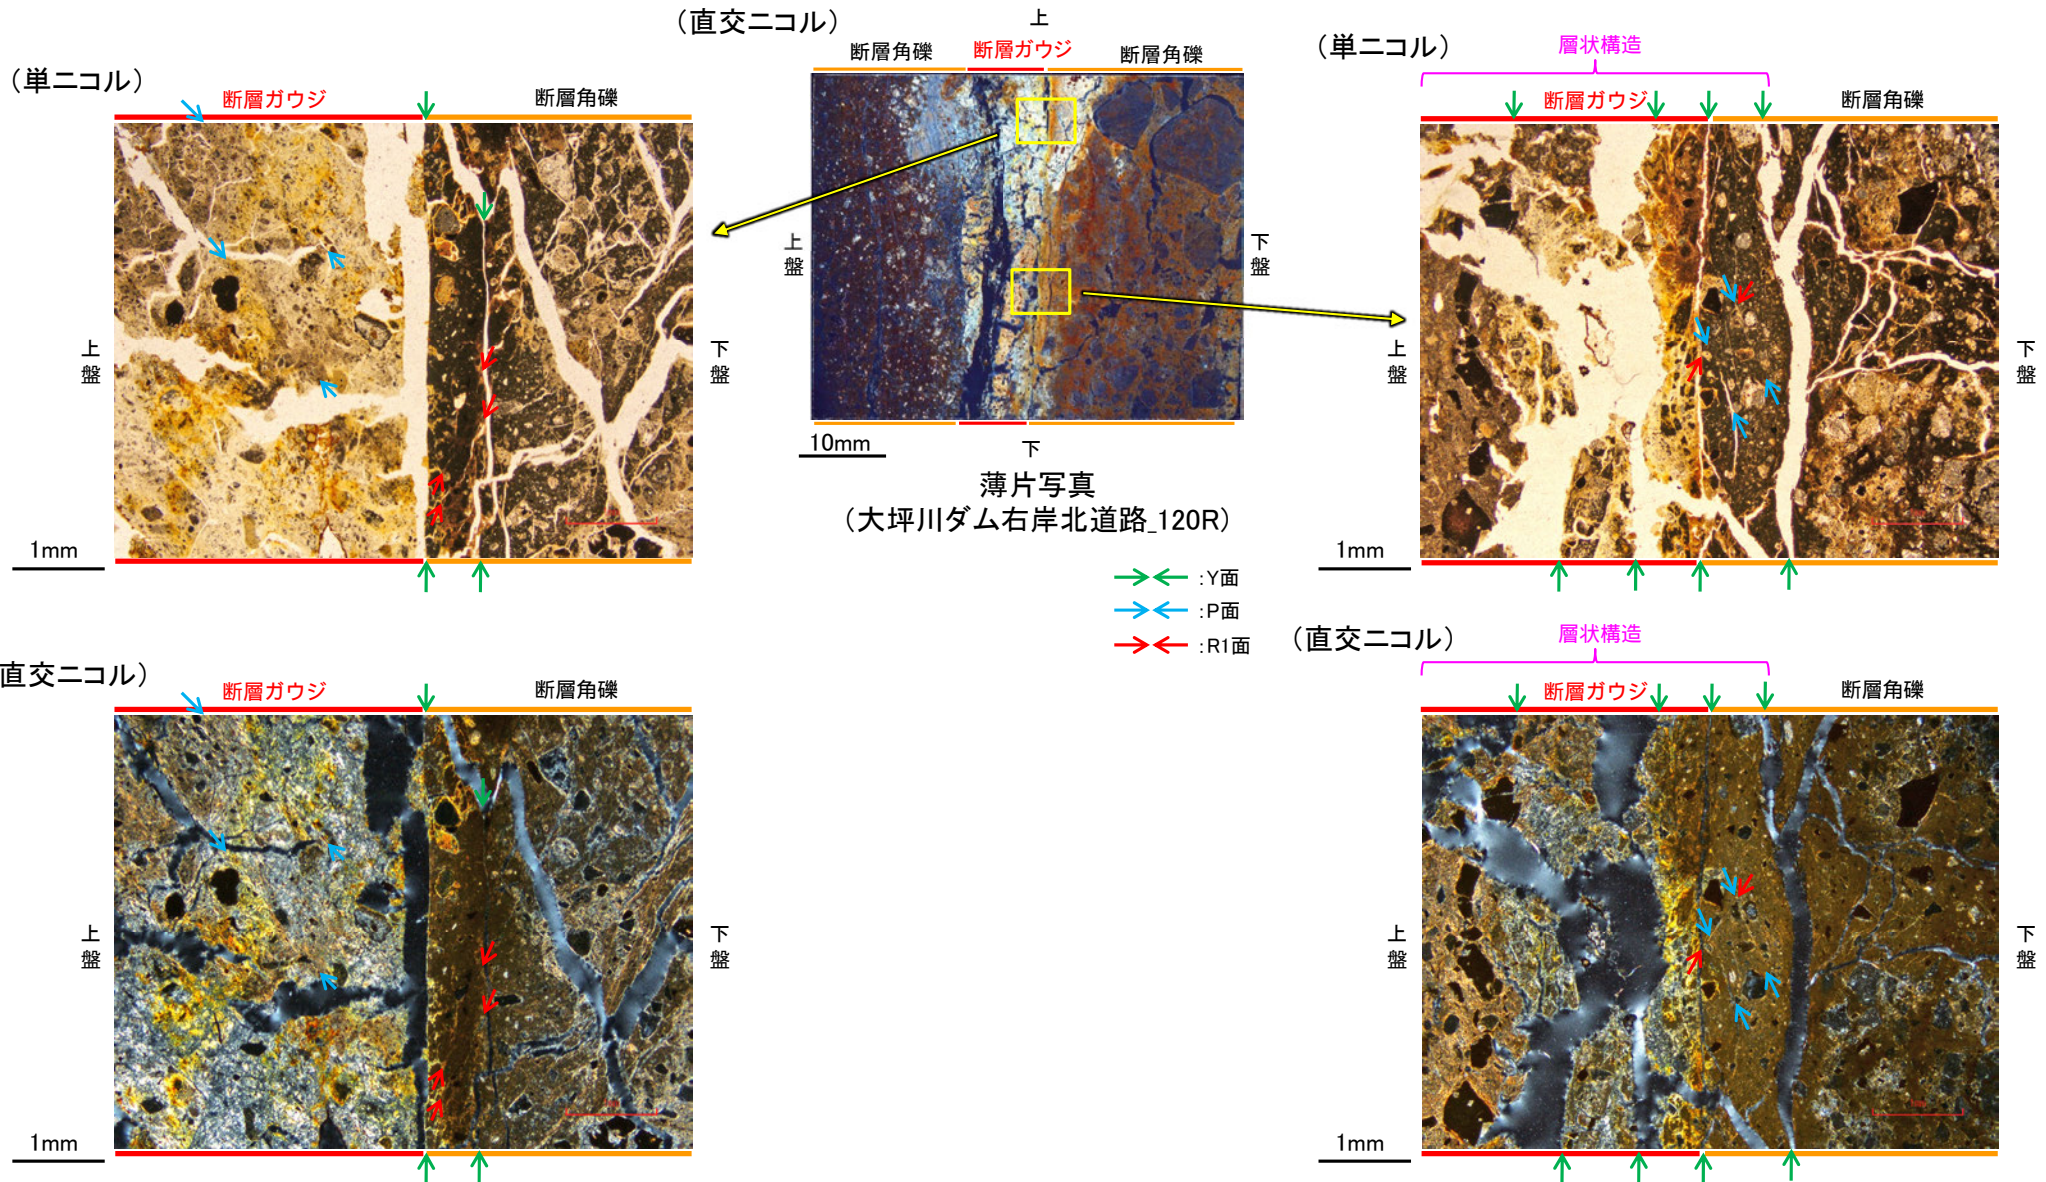 （直交ニコル）
上
断層角礫
断層ガウジ
断層角礫
上
盤
下
盤
10mm
下
薄片写真
（大坪川ダム右岸北道路_120R）
:Y面
:P面
:R1面
（単ニコル）
断層ガウジ
断層角礫
上
盤
下
盤
1mm
直交ニコル）
断層ガウジ
断層角礫
上
盤
下
盤
1mm
（単ニコル）
層状構造
断層ガウジ
断層角礫
上
盤
下
盤
1mm
（直交ニコル）
層状構造
断層ガウジ
断層角礫
上
盤
下
盤
1mm